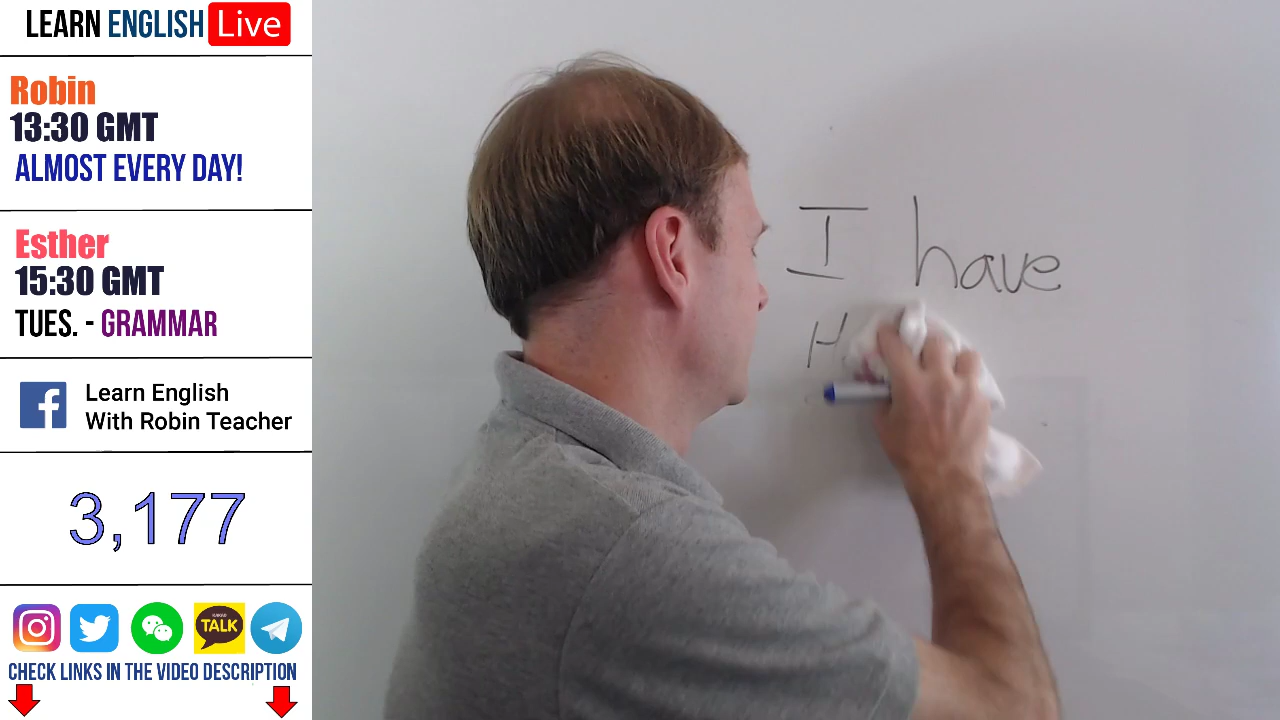 LEARN ENGLISH Live
Robin
13:30 GMT
ALMOST EVERY DAY!
Esther
15:30 GMT
TUES. - GRAMMAR
Learn English
With Robin Teacher
3,177
TALK
CHECK LINKS IN THE VIDEO DESCRIPTION
I have